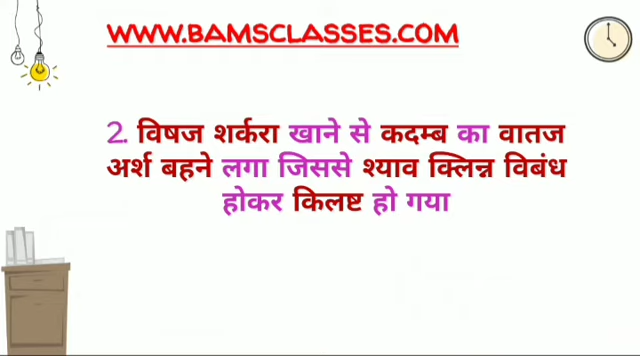 WWW.BAMSCLASSES.COM
2. विषज शर्करा खाने से कदम्ब का वातज
अर्श बहने लगा जिससे श्याव क्लिन्न विबंध
होकर किलष्ट हो गया